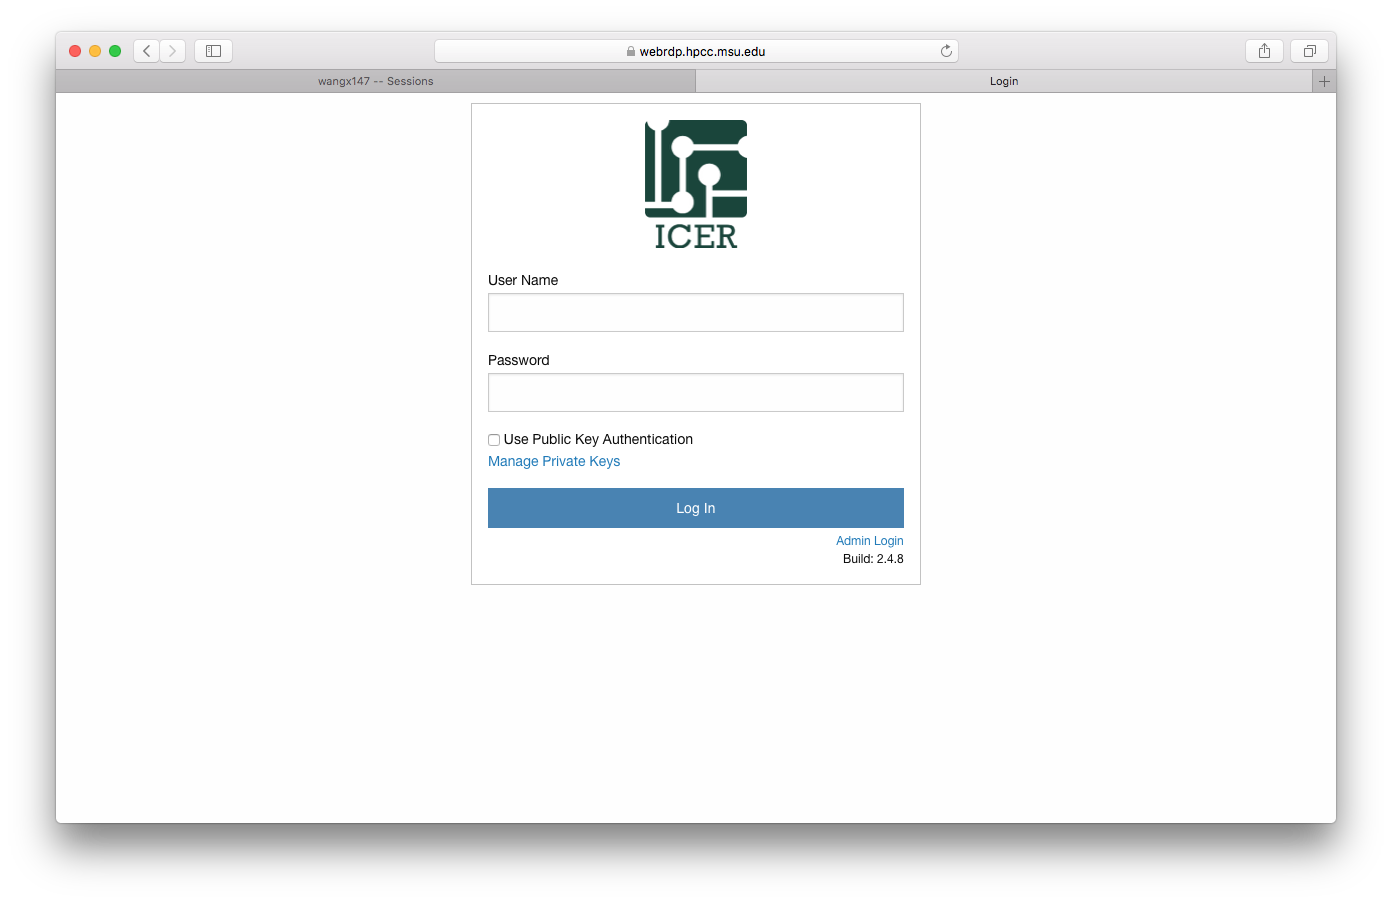 webrdp.hpcc.msu.edu
wangx147 -- Sessions
Login
ICER
User Name
Password
Use Public Key Authentication
Manage Private Keys
Log In
Admin Login
Build: 2.4.8